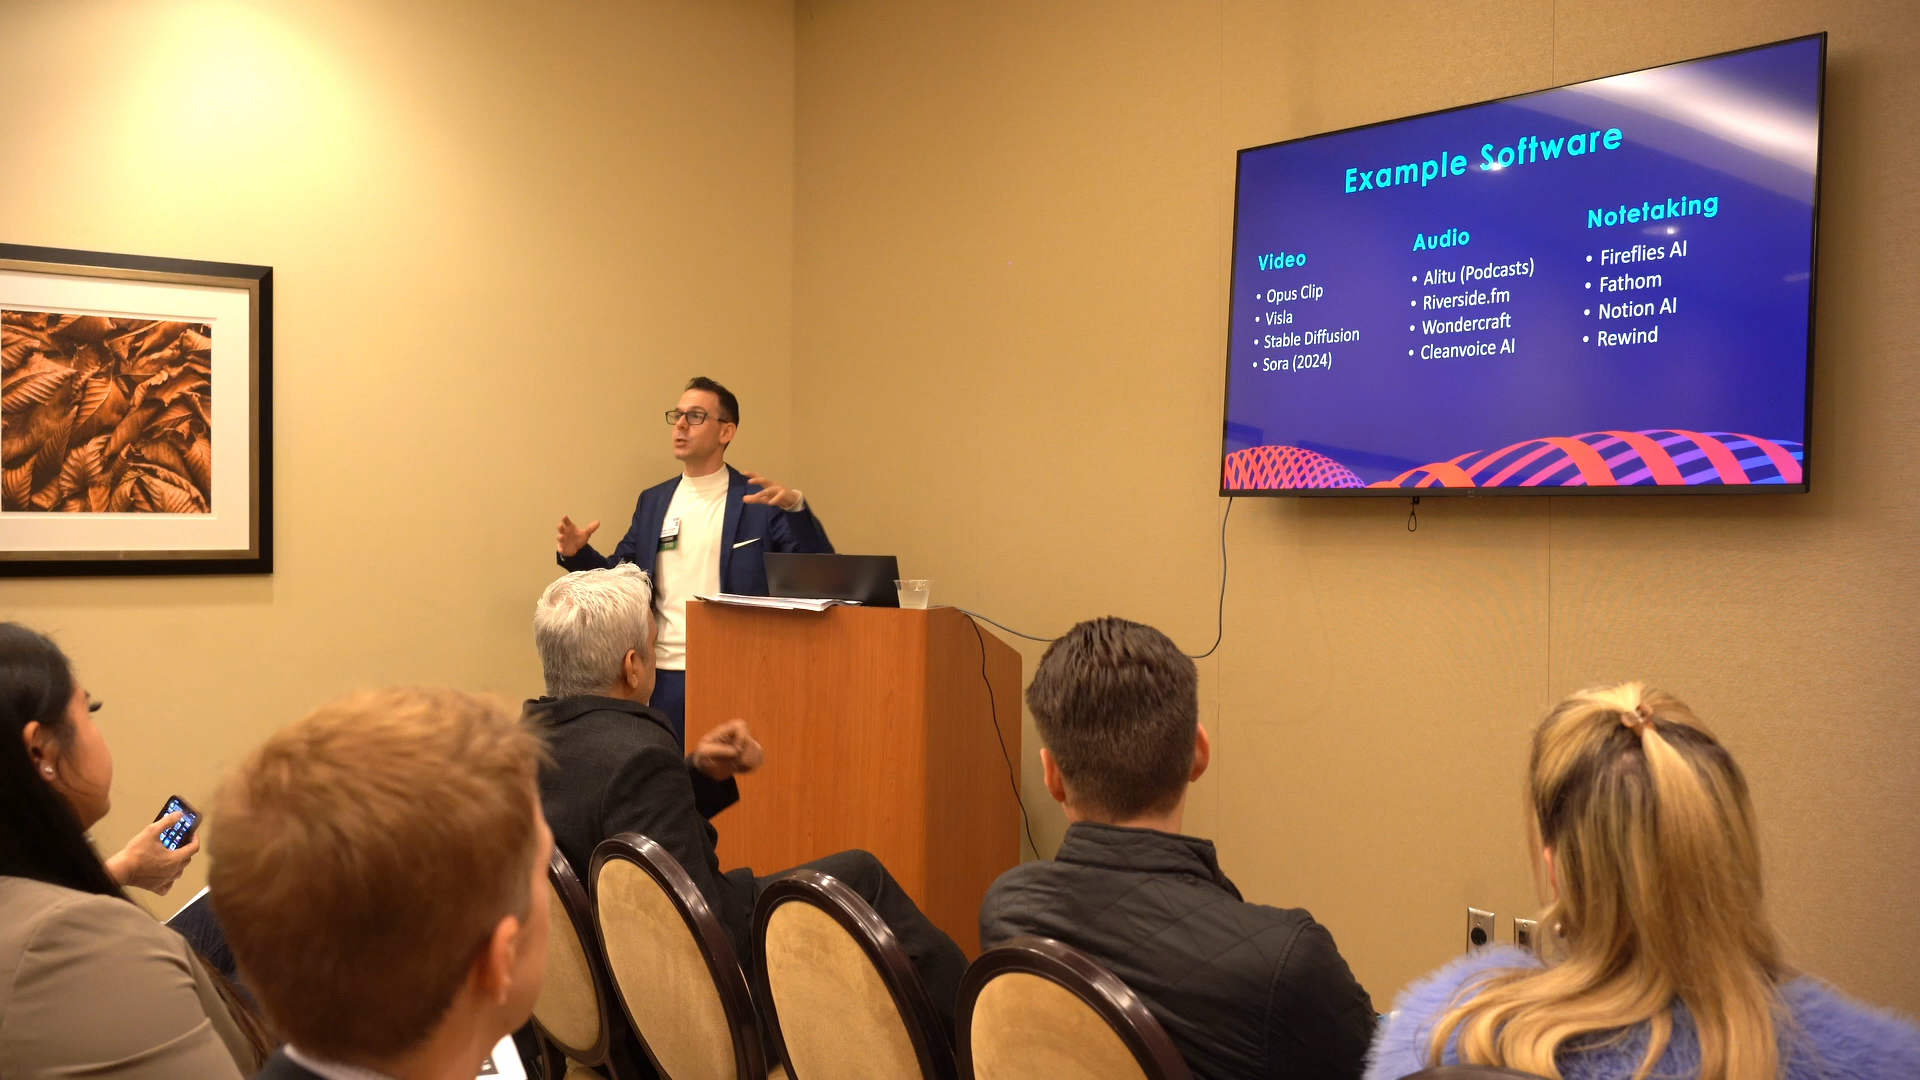 Example Software
Video
• Opus Clip
• Visla
• Stable Diffusion
• Sora (2024)
Audio
• Alitu (Podcasts)
• Riverside.fm
• Wondercraft
• Cleanvoice AI
Notetaking
• Fireflies AI
• Fathom
• Notion AI
• Rewind